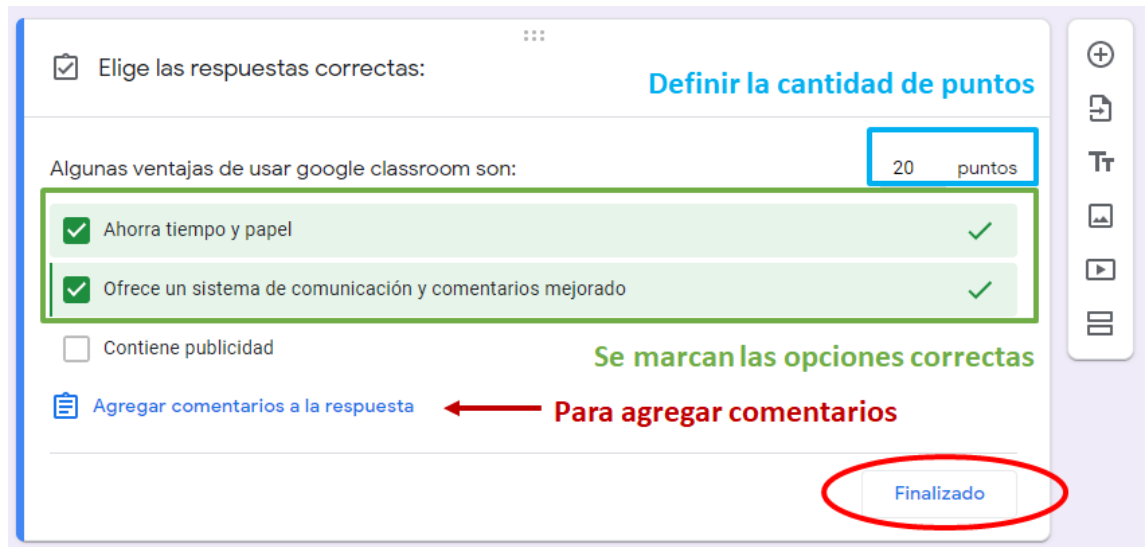 Elige las respuestas correctas:
Definir la cantidad de puntos
Algunas ventajas de usar google classroom son:
20 puntos
Ahorra tiempo y papel
Ofrece un sistema de comunicación y comentarios mejorado
Contiene publicidad
Se marcan las opciones correctas
Agregar comentarios a la respuesta
Para agregar comentarios
Finalizado
Tт